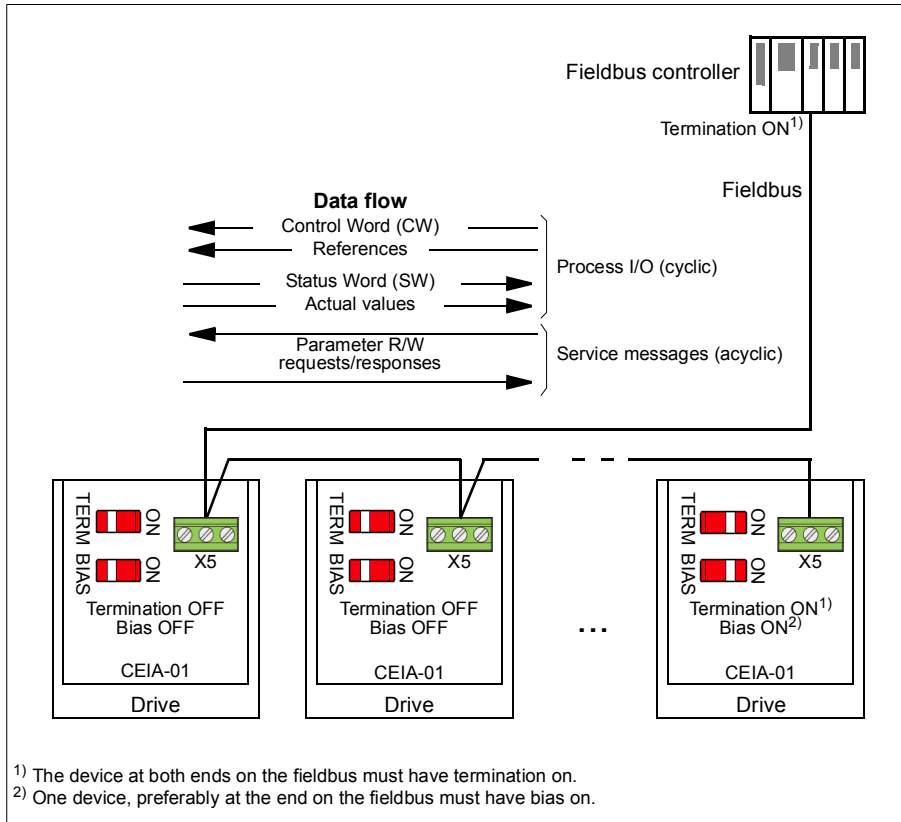 Fieldbus controller
Termination ON1)
Fieldbus
Data flow
Control Word (CW)
References
Process I/O (cyclic)
Status Word (SW)
Actual values
Parameter R/W
requests/responses
Service messages (acyclic)
TERM
ON
BIAS
ON
X5
Termination OFF
Bias OFF
CEIA-01
Drive
TERM
ON
BIAS
ON
X5
Termination OFF
Bias OFF
CEIA-01
Drive
...
TERM
ON
BIAS
ON
X5
Termination ON1)
Bias ON2)
CEIA-01
Drive
1) The device at both ends on the fieldbus must have termination on.
2) One device, preferably at the end on the fieldbus must have bias on.